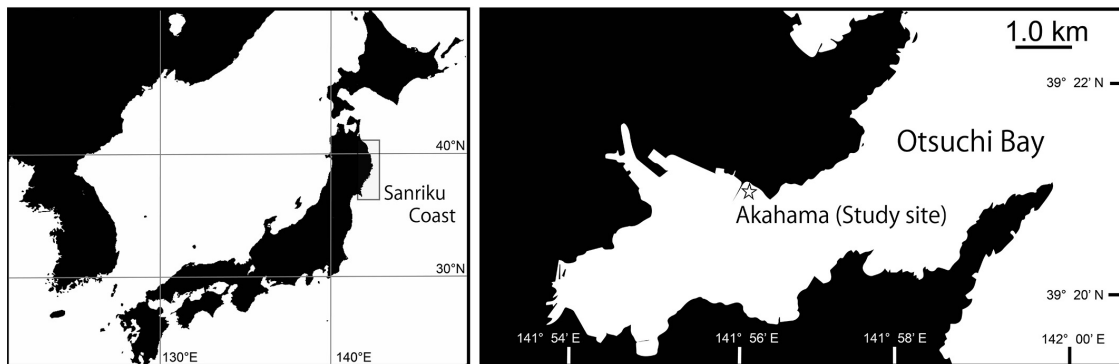 40°N
Sanriku
Coast
30°N
130°E
140°E
1.0 km
39° 22’ N
Otsuchi Bay
Akahama (Study site)
39° 20’ N
141° 54’ E
141° 56’ E
141° 58’ E
142° 00’ E